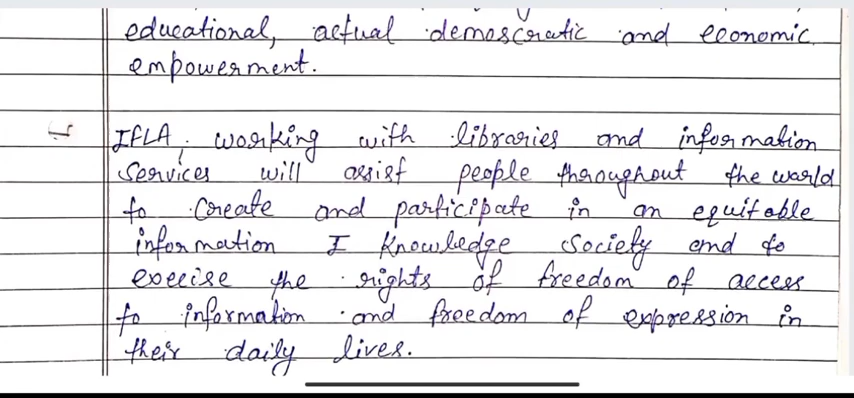 educational, actual democratic and economic
empowerment.
IFLA, working with libraries and information
Services will assist people throughout the world
to Create and participate in an equitable
information I knowledge society and to
execise the rights of freedom of access
to information and freedom of expression in
their daily lives.